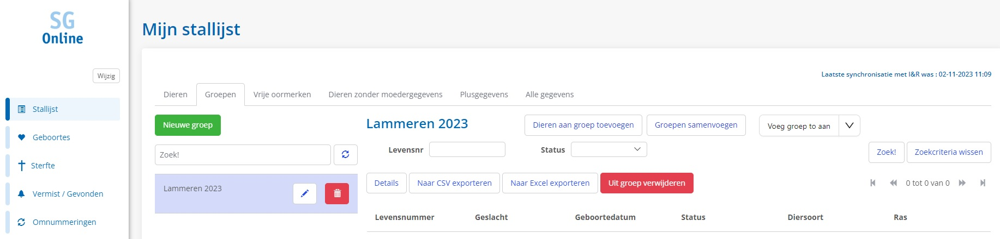 SG
Online
Wijzig
Stallijst
Geboortes
Sterfte
Vermist / Gevonden
Omnummeringen
Mijn stallijst
Laatste synchronisatie met I&R was : 02-11-2023 11:09
Dieren Groepen Vrije oormerken Dieren zonder moedergegevens Plusgegevens Alle gegevens
Nieuwe groep
Zoek!
Lammeren 2023
Lammeren 2023 Dieren aan groep toevoegen Groepen samenvoegen Voeg groep to aan
Levensnr Status
Zoek! Zoekcriteria wissen
Details Naar CSV exporteren Naar Excel exporteren Uit groep verwijderen 0 tot 0 van 0
Levensnummer Geslacht Geboortedatum Status Diersoort Ras